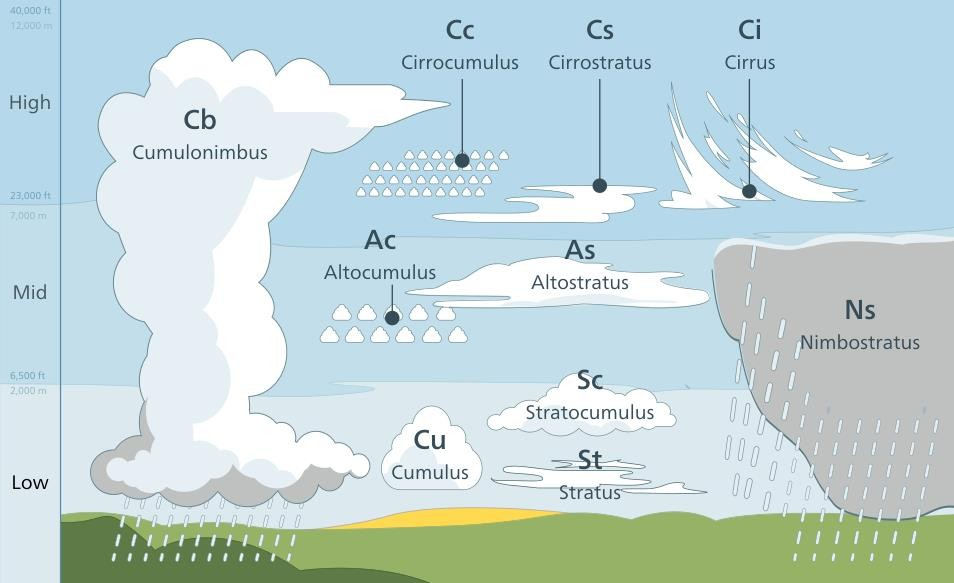 40,000 ft
12,000 m
Cc
Cirrocumulus
Cs
Cirrostratus
Ci
Cirrus
High
Cb
Cumulonimbus
23,000 ft
7,000 m
Ac
Altocumulus
As
Altostratus
Mid
Ns
Nimbostratus
6,500 ft
2,000 m
Sc
Stratocumulus
Cu
Cumulus
St
Stratus
Low